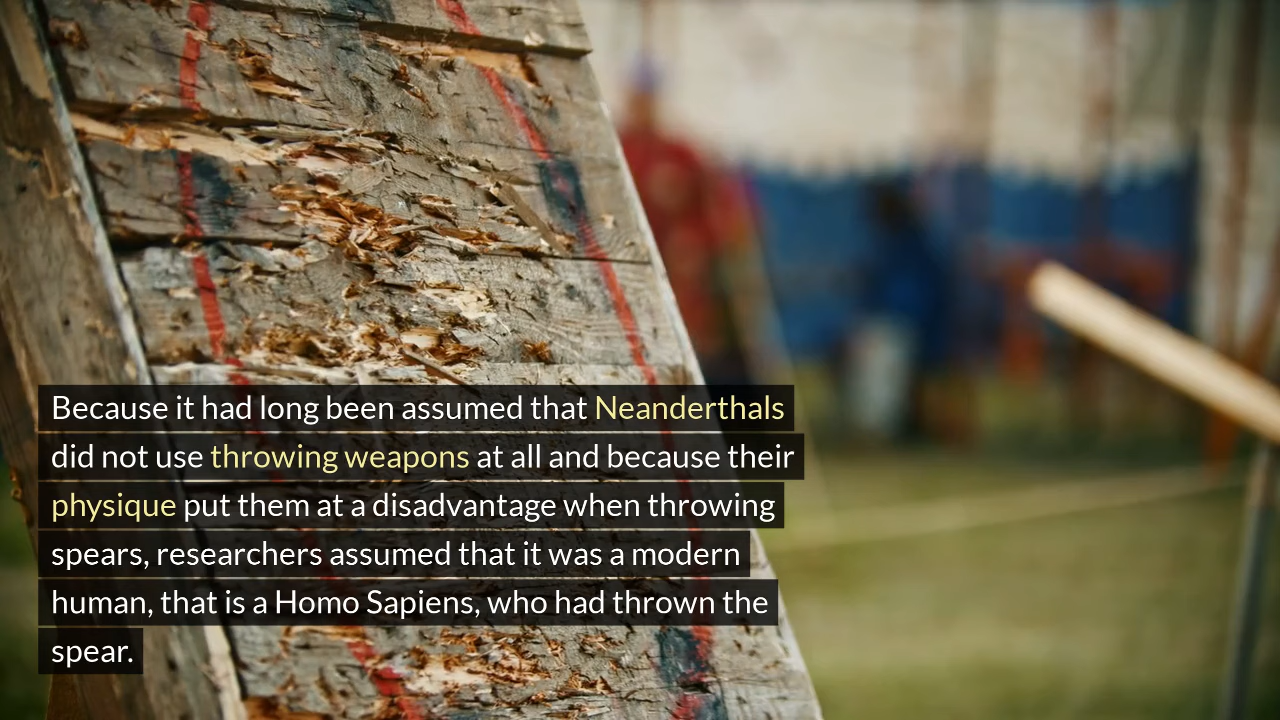 Because it had long been assumed that Neanderthals
did not use throwing weapons at all and because their
physique put them at a disadvantage when throwing
spears, researchers assumed that it was a modern
human, that is a Homo Sapiens, who had thrown the
spear.